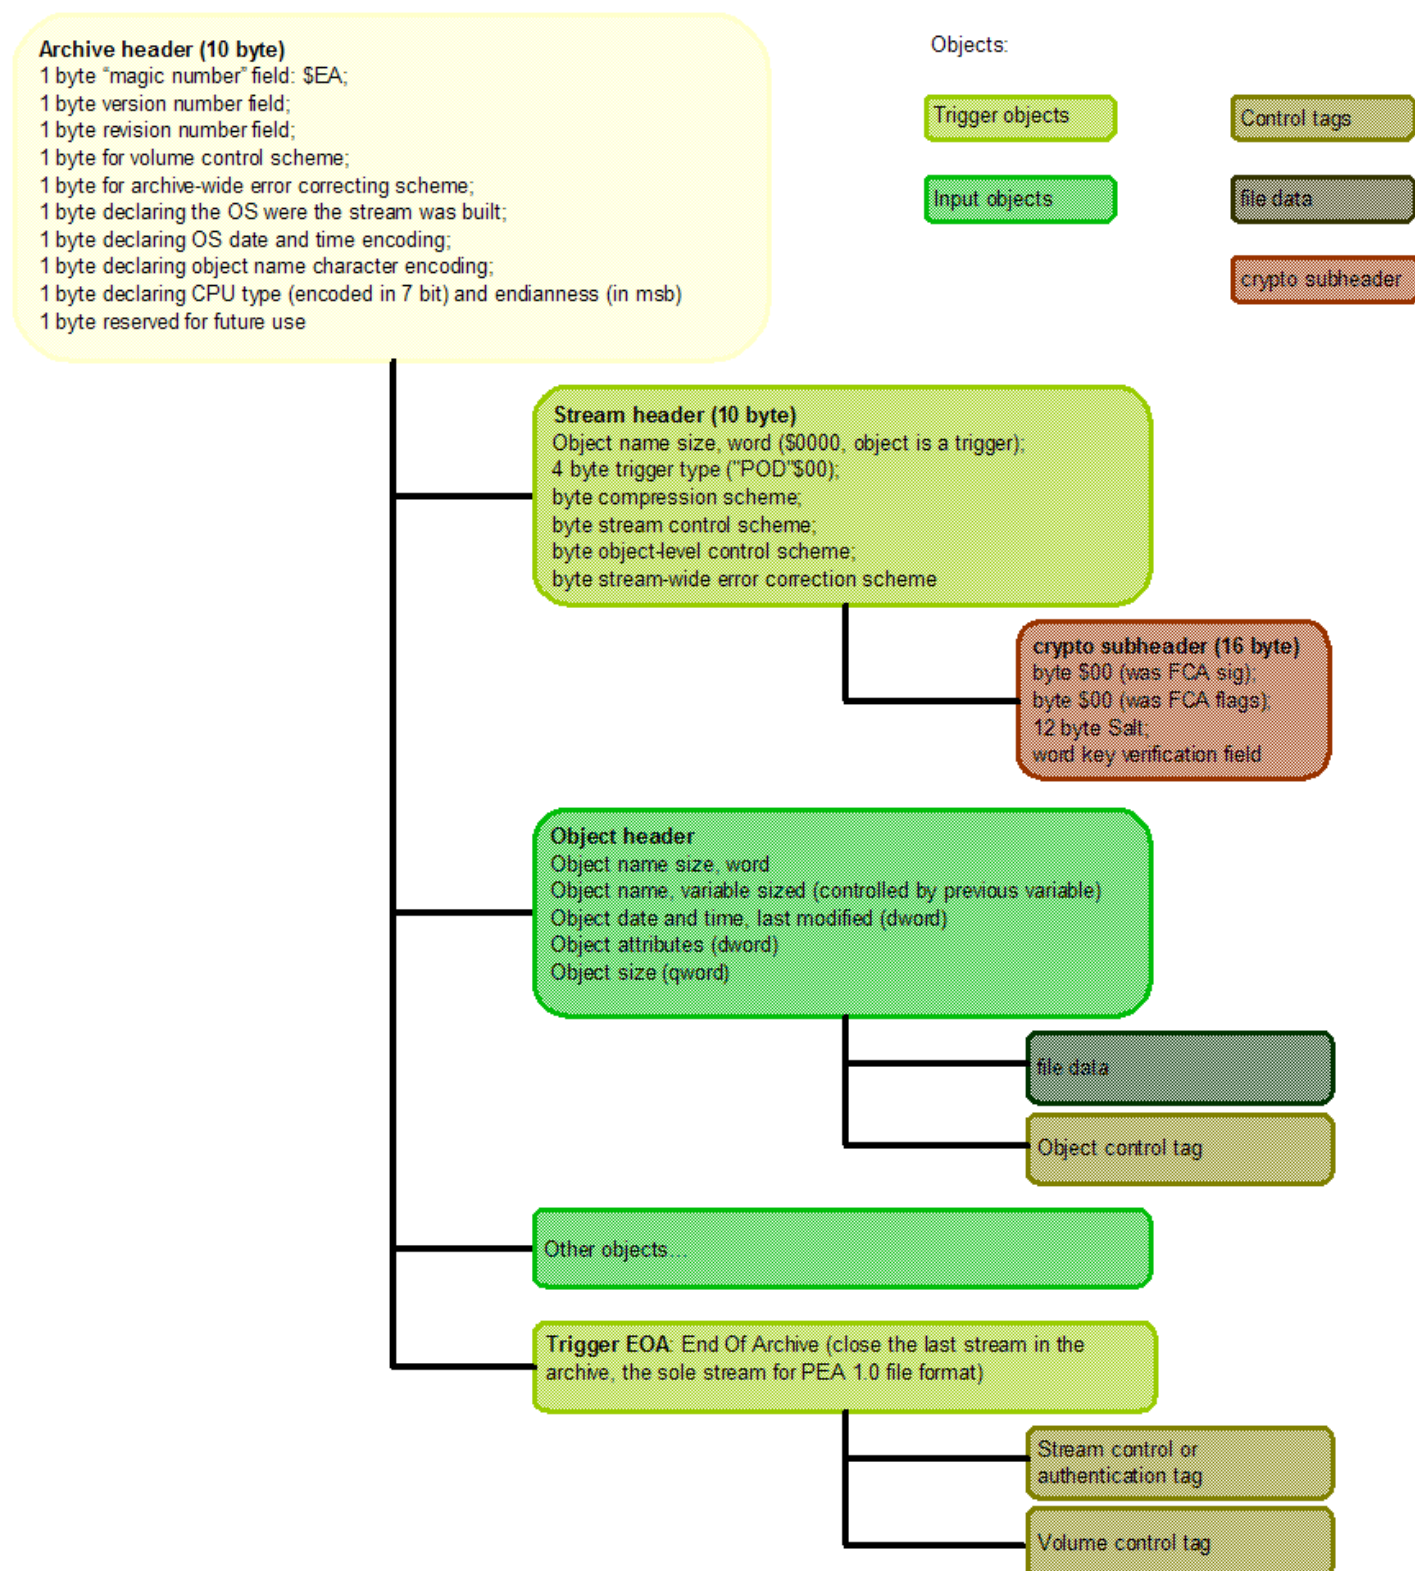 Archive header (10 byte)
1 byte “magic number” field: $EA;
1 byte version number field;
1 byte revision number field;
1 byte for volume control scheme;
1 byte for archive-wide error correcting scheme;
1 byte declaring the OS were the stream was built;
1 byte declaring OS date and time encoding;
1 byte declaring object name character encoding;
1 byte declaring CPU type (encoded in 7 bit) and endianness (in msb)
1 byte reserved for future use
Objects:
Trigger objects
Control tags
Input objects
file data
crypto subheader
Stream header (10 byte)
Object name size, word ($0000, object is a trigger);
4 byte trigger type ("POD"$00);
byte compression scheme;
byte stream control scheme;
byte object-level control scheme;
byte stream-wide error correction scheme
crypto subheader (16 byte)
byte $00 (was FCA sig);
byte $00 (was FCA flags);
12 byte Salt;
word key verification field
Object header
Object name size, word
Object name, variable sized (controlled by previous variable)
Object date and time, last modified (dword)
Object attributes (dword)
Object size (qword)
file data
Object control tag
Other objects...
Trigger EOA: End Of Archive (close the last stream in the
archive, the sole stream for PEA 1.0 file format)
Stream control or
authentication tag
Volume control tag